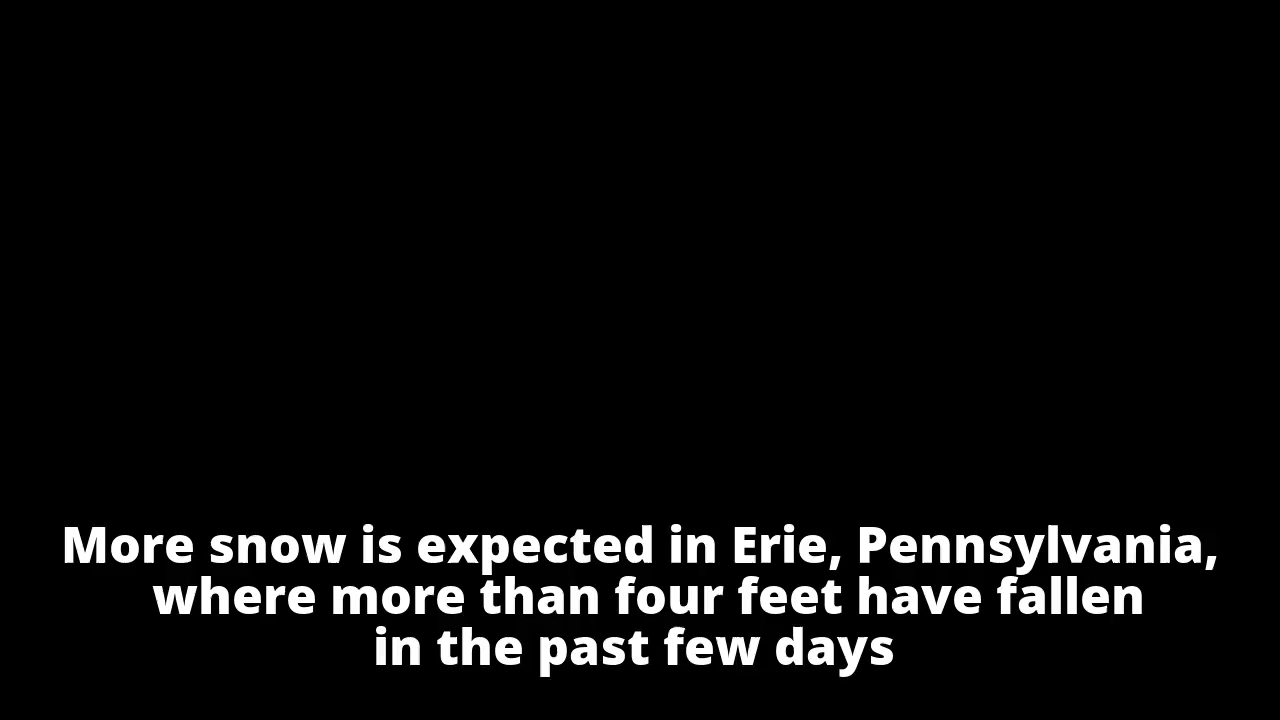 More snow is expected in Erie, Pennsylvania,
where more than four feet have fallen
in the past few days